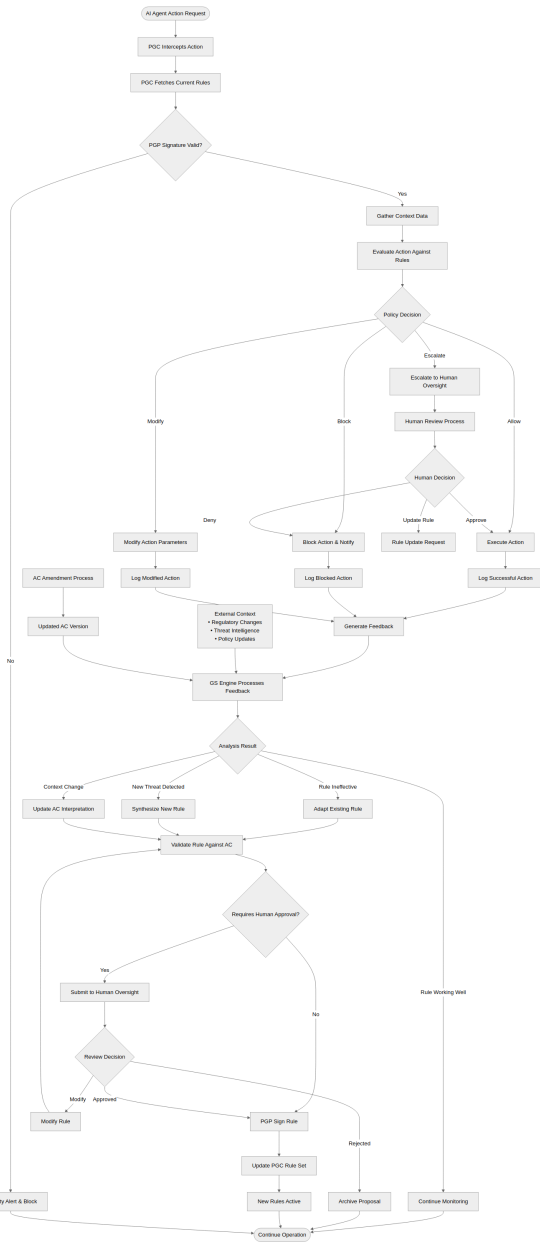 AI Agent Action Request
PGC Intercepts Action
PGC Fetches Current Rules
PGP Signature Valid?
Yes
Gather Context Data
Evaluate Action Against
Rules
Policy Decision
Escalate
Escalate to Human
Oversight
Modify
Block
Human Review Process
Allow
Human Decision
Deny
Update Rule
Approve
Modify Action Parameters
Block Action & Notify
Rule Update Request
Execute Action
AC Amendment Process
Log Modified Action
Log Blocked Action
Log Successful Action
External Context
• Regulatory Changes
• Threat Intelligence
• Policy Updates
Updated AC Version
Generate Feedback
No
GS Engine Processes
Feedback
Analysis Result
Context Change
New Threat Detected
Rule Ineffective
Update AC Interpretation
Synthesize New Rule
Adapt Existing Rule
Validate Rule Against AC
Requires Human Approval?
Yes
Submit to Human Oversight
Rule Working Well
No
Review Decision
Modify
Approved
Modify Rule
PGP Sign Rule
Rejected
Update PGC Rule Set
Alert & Block
New Rules Active
Archive Proposal
Continue Monitoring
Continue Operation